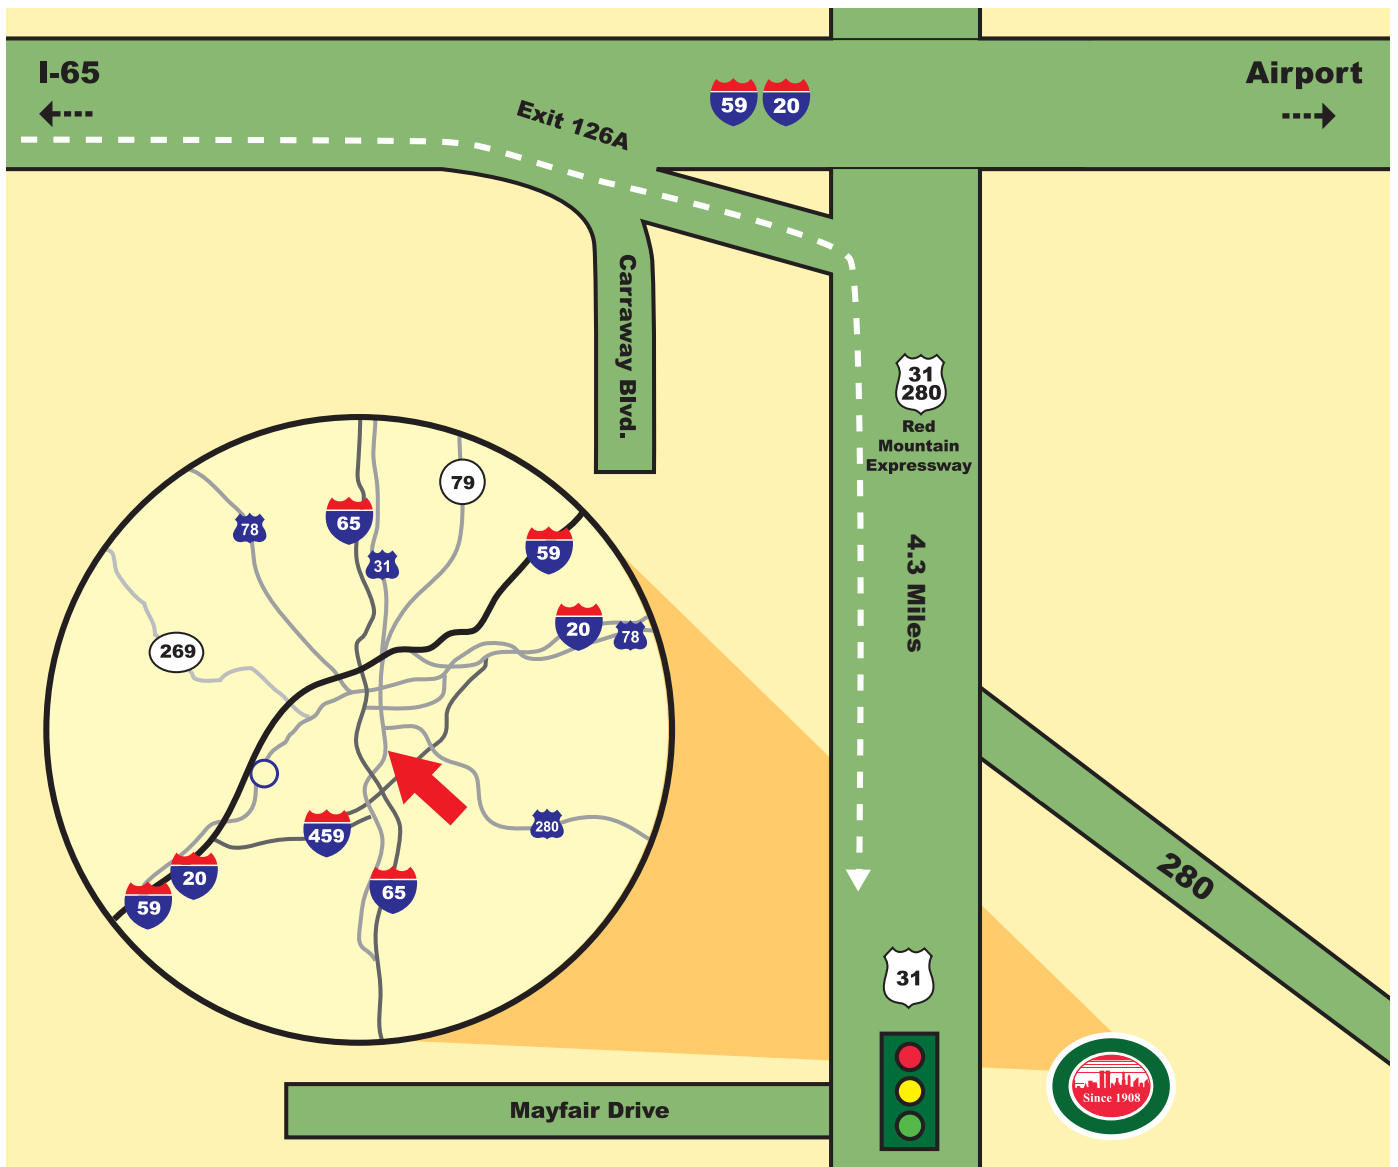 I-65
Airport
59
20
Exit 126A
Carraway Blvd.
31
280
Red
Mountain
Expressway
4.3 Miles
79
65
78
59
31
20
78
269
280
459
20
65
59
280
31
Since 1908
Mayfair Drive